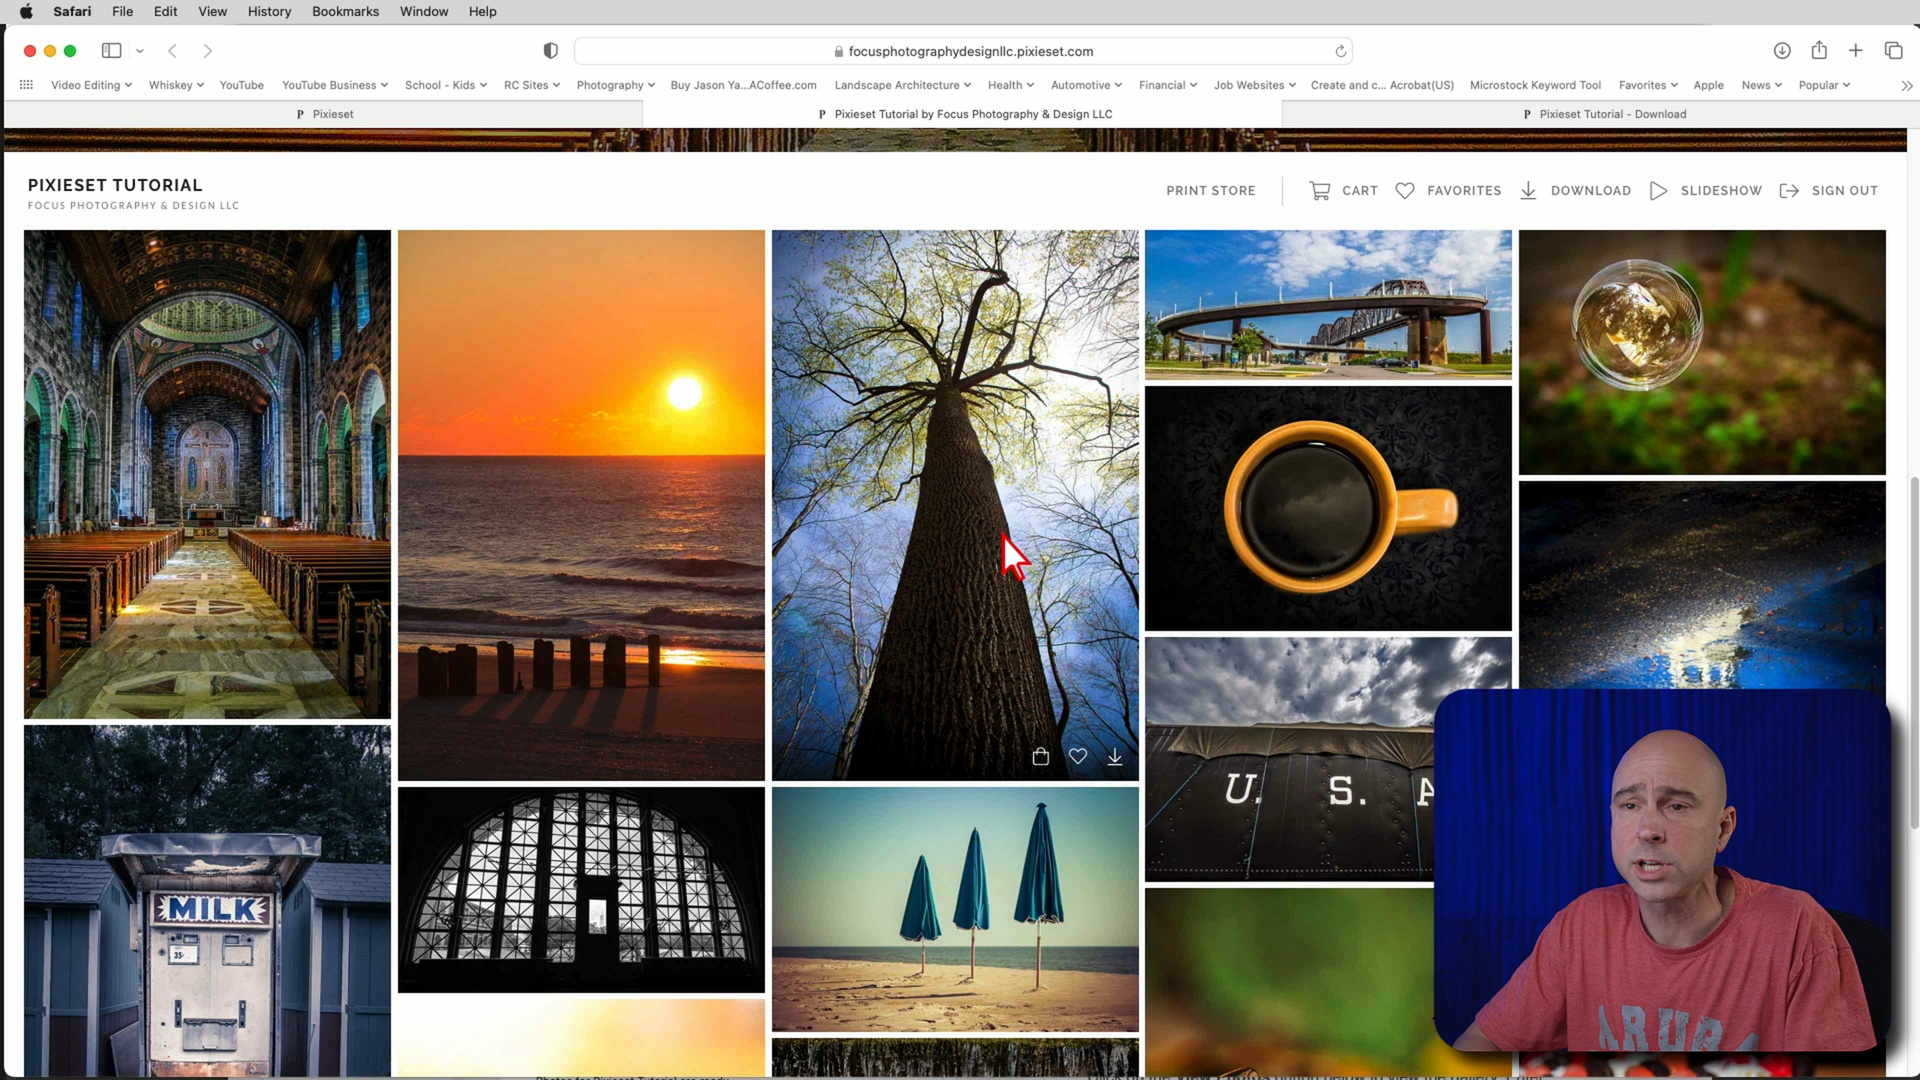 Safari File Edit View History Bookmarks Window Help
focusphotographydesignllc.pixieset.com
Video Editing Whiskey YouTube YouTube Business School - Kids RC Sites Photography Buy Jason Ya...ACoffee.com Landscape Architecture Health Automotive Financial Job Websites Create and c... Acrobat(US) Microstock Keyword Tool Favorites Apple News Popular
P Pixieset P Pixieset Tutorial by Focus Photography & Design LLC P Pixieset Tutorial - Download
PIXIESET TUTORIAL
FOCUS PHOTOGRAPHY & DESIGN LLC
PRINT STORE CART FAVORITES DOWNLOAD SLIDESHOW SIGN OUT
U. S. A
MILK
35¢
ARUBA